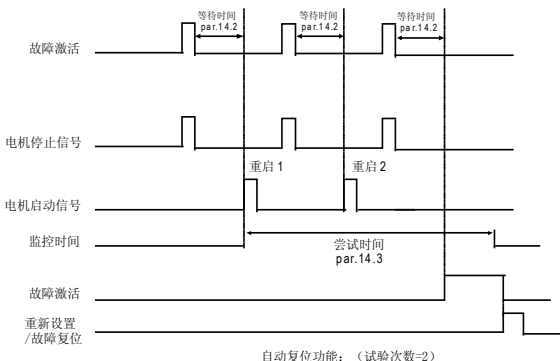 等待时间 等待时间 等待时间
par.14.2 par.14.2 par.14.2
故障激活
电机停止信号
重启 1 重启 2
电机启动信号
监控时间
尝试时间
par.14.3
故障激活
重新设置
/故障复位
自动复位功能：（试验次数=2）